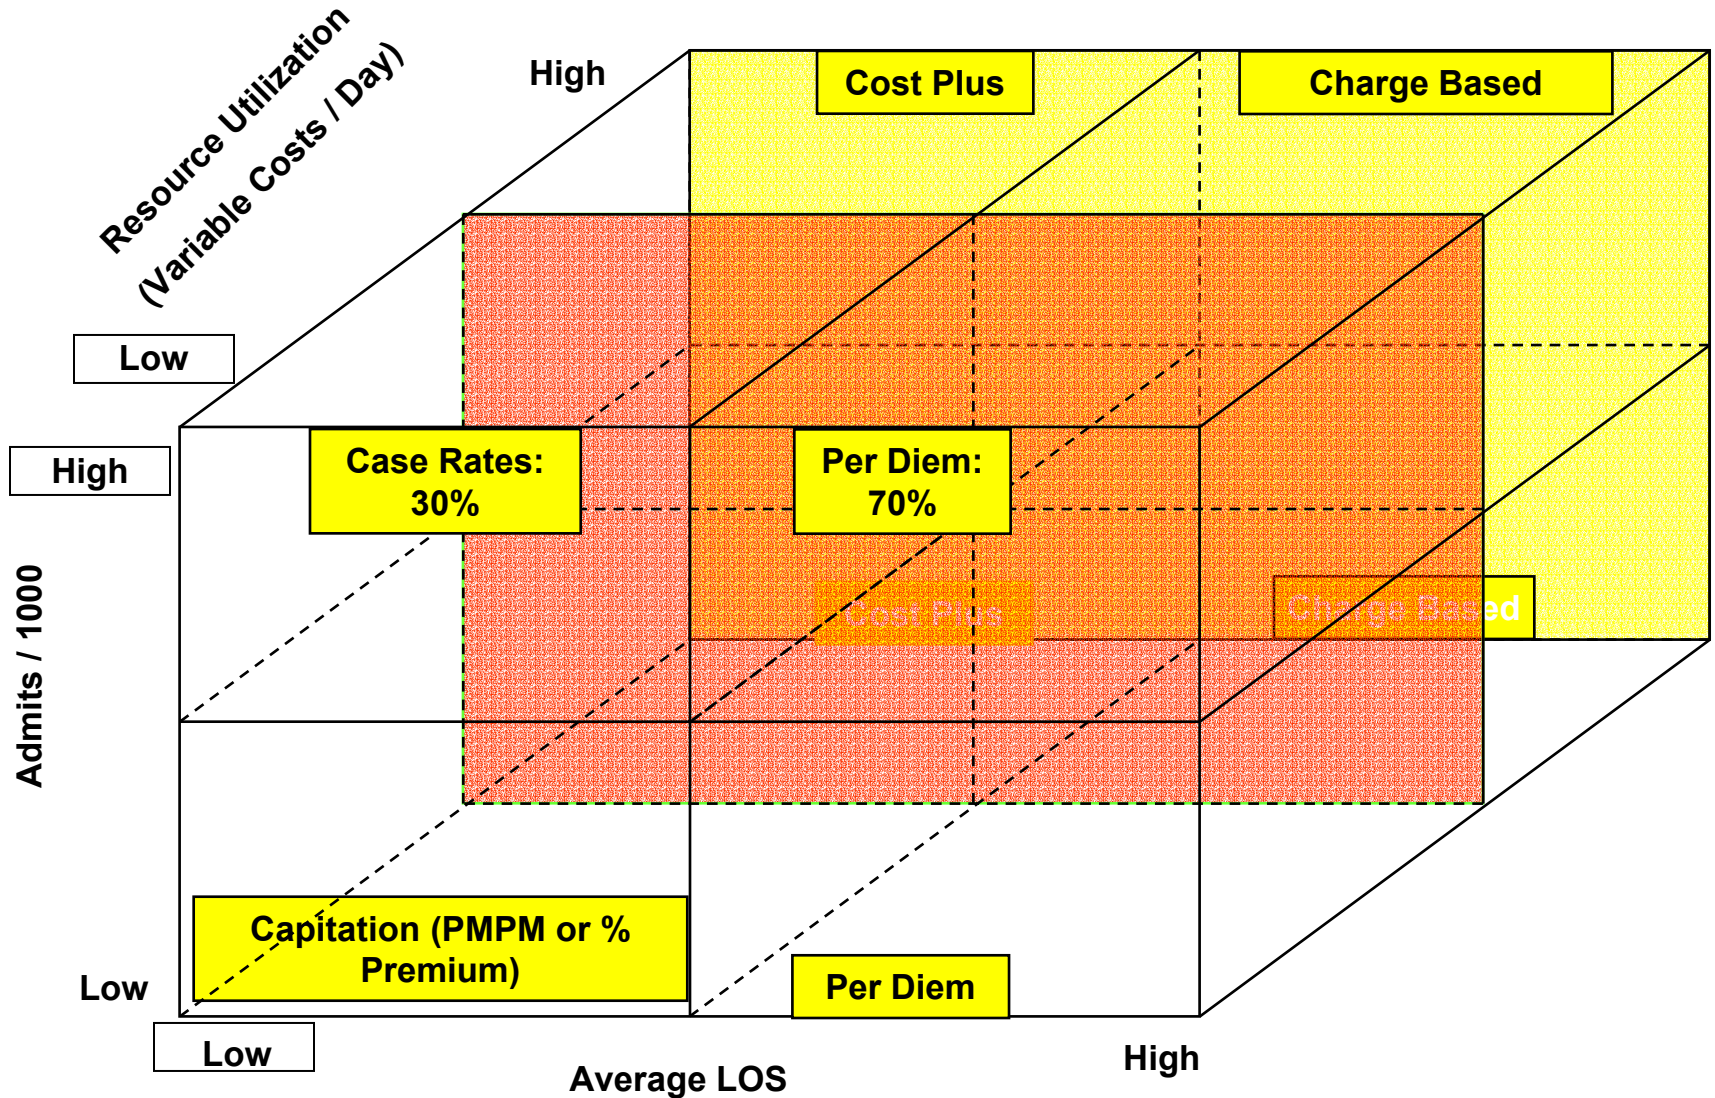 Resource Utilization
(Variable Costs / Day)
High
Cost Plus
Charge Based
Low
High
Case Rates:
30%
Per Diem:
70%
Cost Plus
Charge Based
Admits / 1000
Capitation (PMPM or %
Premium)
Low
Per Diem
Low
High
Average LOS